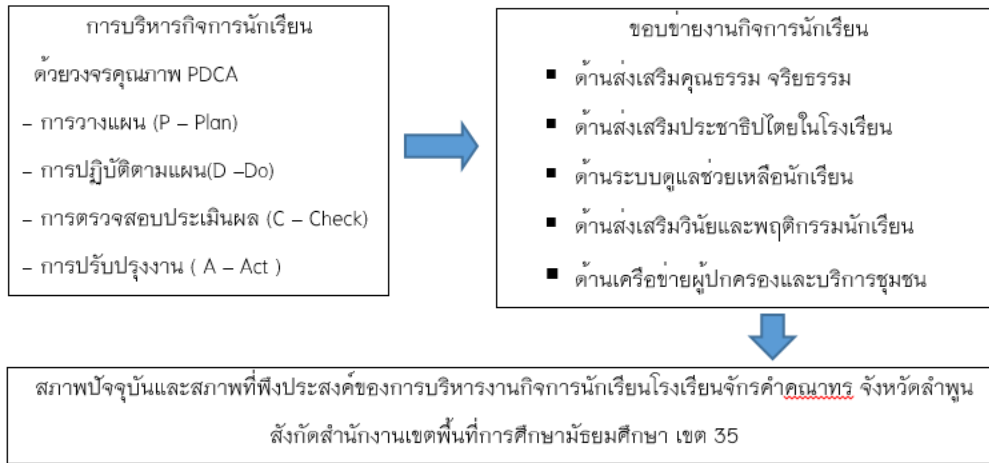 การบริหารกิจการนักเรียน
ด้วยวงจรคุณภาพ PDCA
- การวางแผน (P – Plan)
- การปฏิบัติตามแผน(D –Do)
- การตรวจสอบประเมินผล (C – Check)
- การปรับปรุงงาน ( A – Act )
ขอบข่ายงานกิจการนักเรียน
▪ ด้านส่งเสริมคุณธรรม จริยธรรม
▪ ด้านส่งเสริมประชาธิปไตยในโรงเรียน
▪ ด้านระบบดูแลช่วยเหลือนักเรียน
▪ ด้านส่งเสริมวินัยและพฤติกรรมนักเรียน
▪ ด้านเครือข่ายผู้ปกครองและบริการชุมชน
สภาพปัจจุบันและสภาพที่พึงประสงค์ของการบริหารงานกิจการนักเรียนโรงเรียนจักรคำคณาทร จังหวัดลำพูน
สังกัดสำนักงานเขตพื้นที่การศึกษามัธยมศึกษา เขต 35